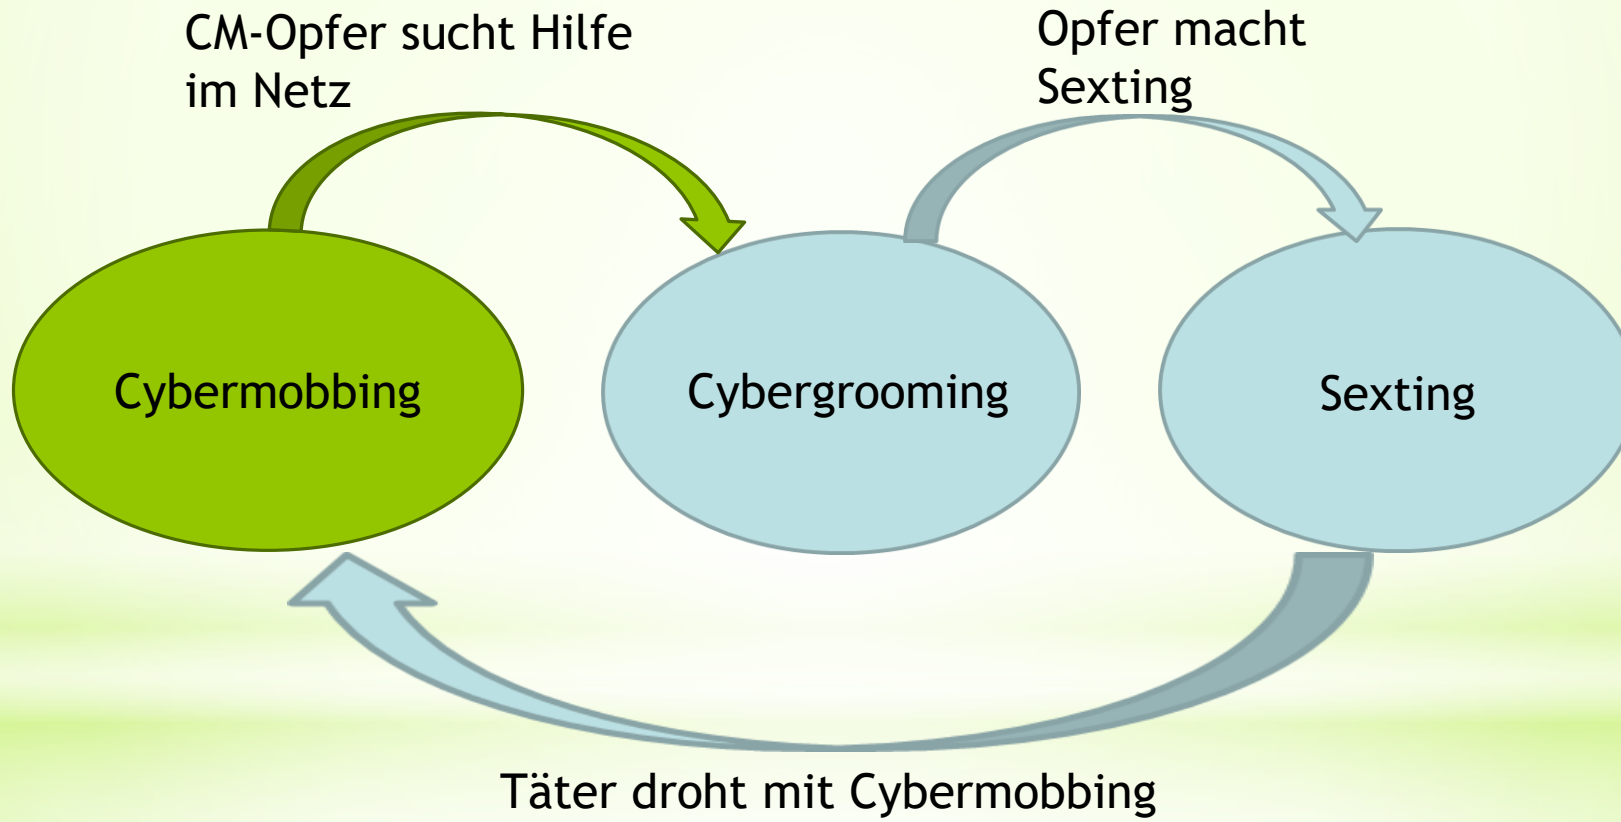 CM-Opfer sucht Hilfe
im Netz
Opfer macht
Sexting
Cybermobbing
Cybergrooming
Sexting
Täter droht mit Cybermobbing